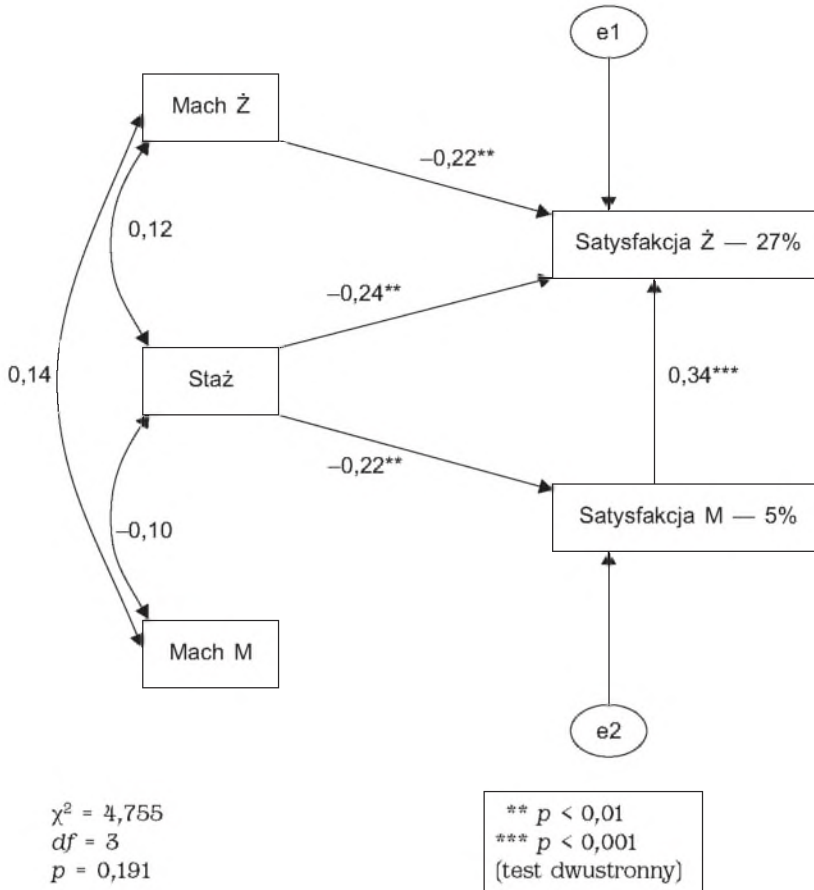 e1
Mach Ż
−0,22**
Satysfakcja Ż — 27%
0,12
−0,24**
0,14
Staż
0,34***
−0,22**
Satysfakcja M — 5%
−0,10
Mach M
e2
χ² = 4,755
df = 3
p = 0,191
** p < 0,01
*** p < 0,001
(test dwustronny)